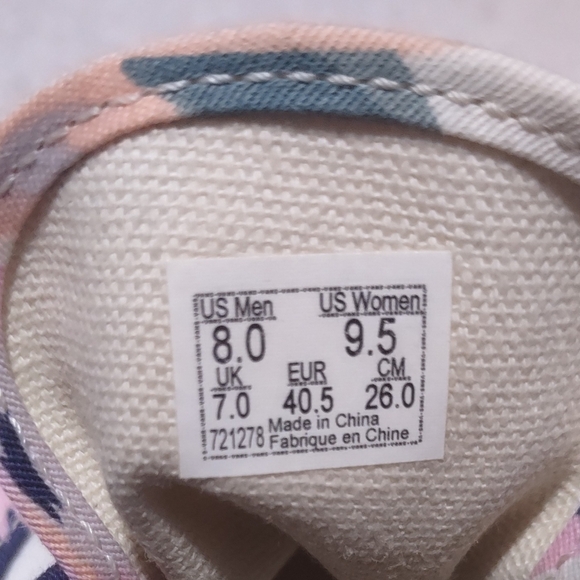 US Men US Women
8.0 9.5
UK EUR CM
7.0 40.5 26.0
721278 Made in China
Fabrique en Chine